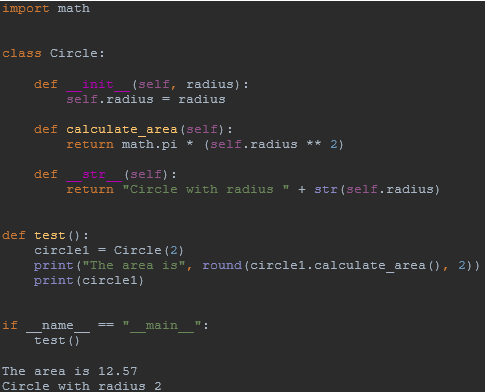 import math
class Circle:
    def __init__(self, radius):
        self.radius = radius
    def calculate_area(self):
        return math.pi * (self.radius ** 2)
    def __str__(self):
        return "Circle with radius " + str(self.radius)
def test():
    circle1 = Circle(2)
    print("The area is", round(circle1.calculate_area(), 2))
    print(circle1)
if __name__ == "__main__":
    test()
The area is 12.57
Circle with radius 2